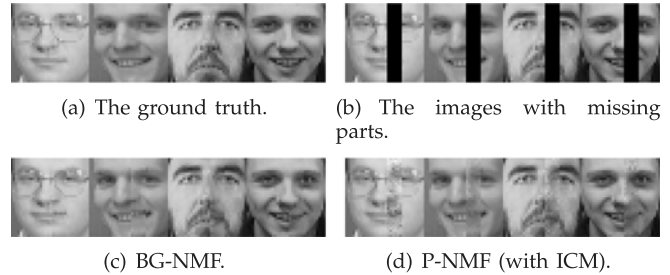 (a) The ground truth.
(b) The images with missing
parts.
(c) BG-NMF.
(d) P-NMF (with ICM).